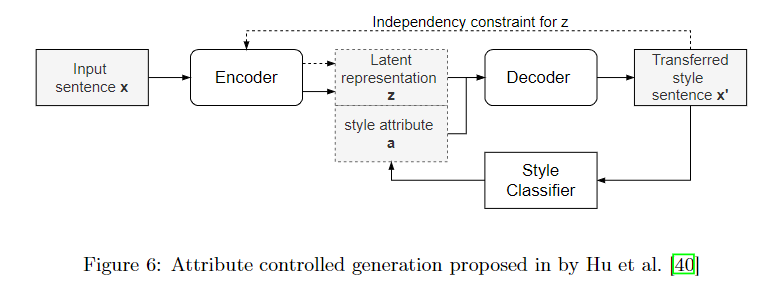 Independency constraint for z
Input
sentence x
Encoder
Latent
representation
z
style attribute
a
Decoder
Transferred
style
sentence x'
Style
Classifier
Figure 6: Attribute controlled generation proposed in by Hu et al. [40]